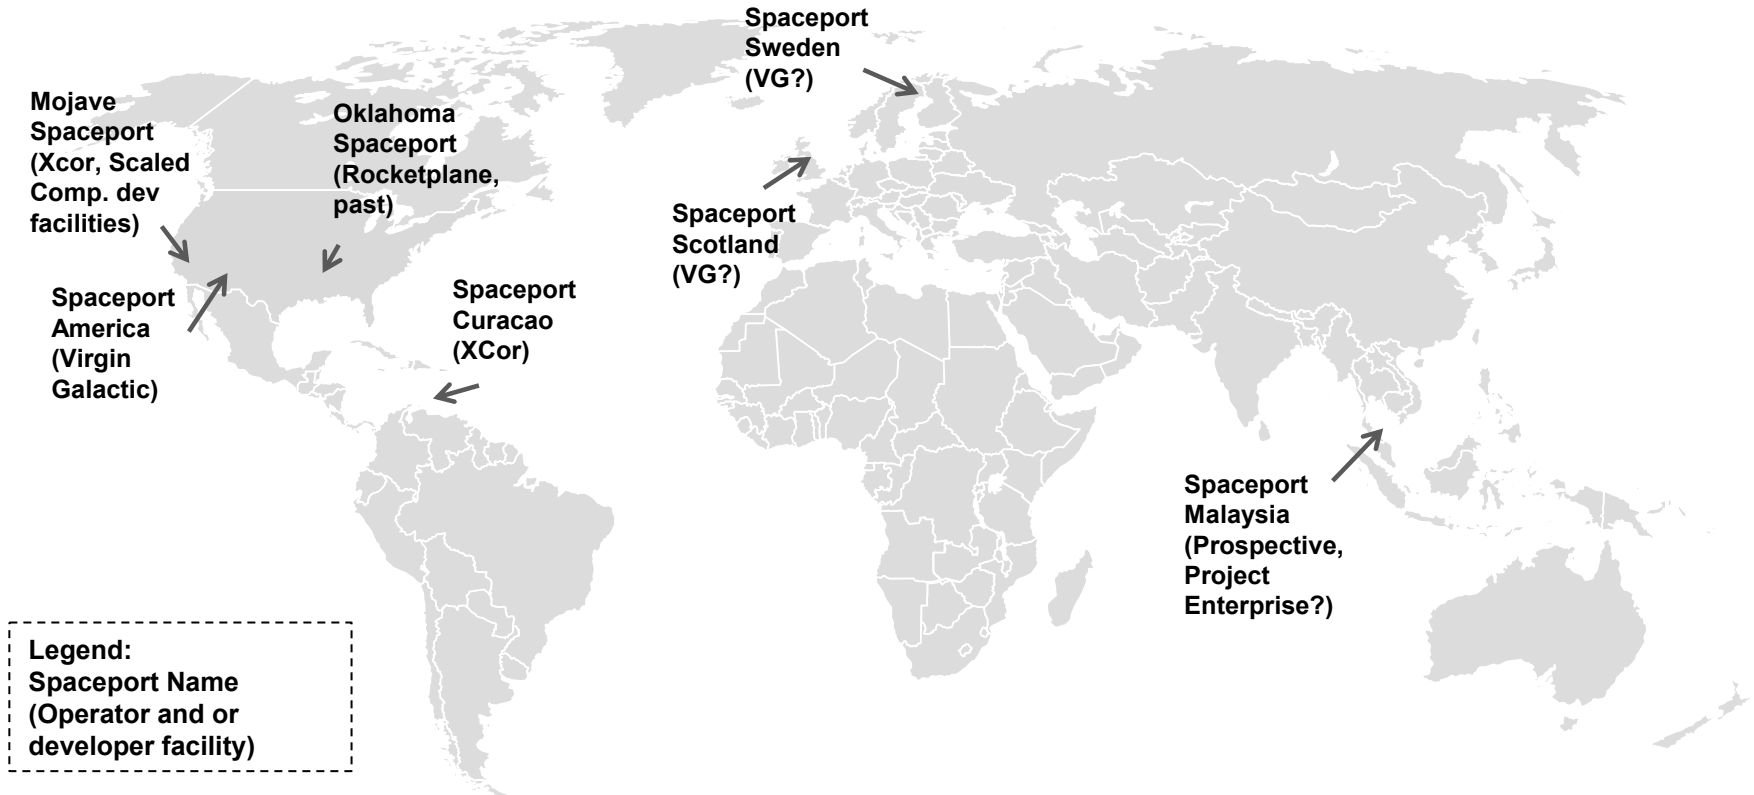 Spaceport
Sweden
(VG?)
Mojave
Spaceport
(Xcor, Scaled
Comp. dev
facilities)
Oklahoma
Spaceport
(Rocketplane,
past)
Spaceport
Scotland
(VG?)
Spaceport
America
(Virgin
Galactic)
Spaceport
Curacao
(XCor)
Spaceport
Malaysia
(Prospective,
Project
Enterprise?)
Legend:
Spaceport Name
(Operator and or
developer facility)